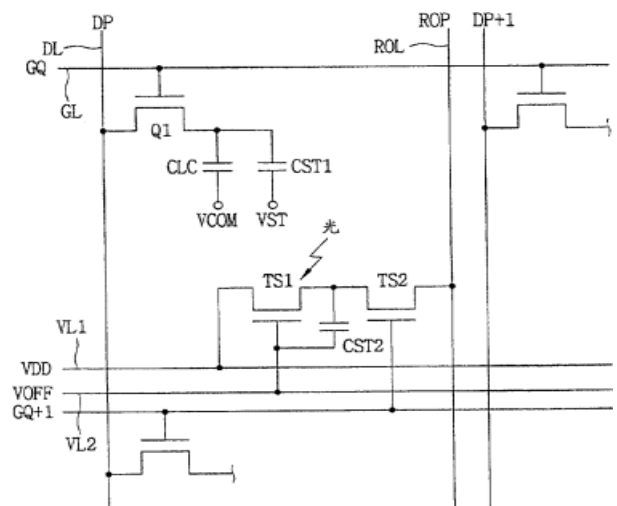 DP
ROP
DP+1
DL
ROL
GQ
GL
Q1
CLC
CST1
VCOM
VST
光
TS1
TS2
VL1
CST2
VDD
VOFF
GQ+1
VL2